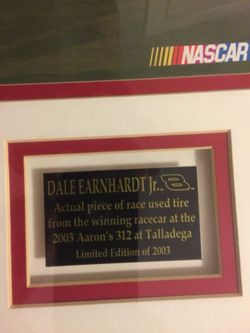 NASCAR
DALE EARNHARDT Jr. 8
Actual piece of race used tire
from the winning racecar at the
2003 Aaron's 312 at Talladega
Limited Edition of 2003